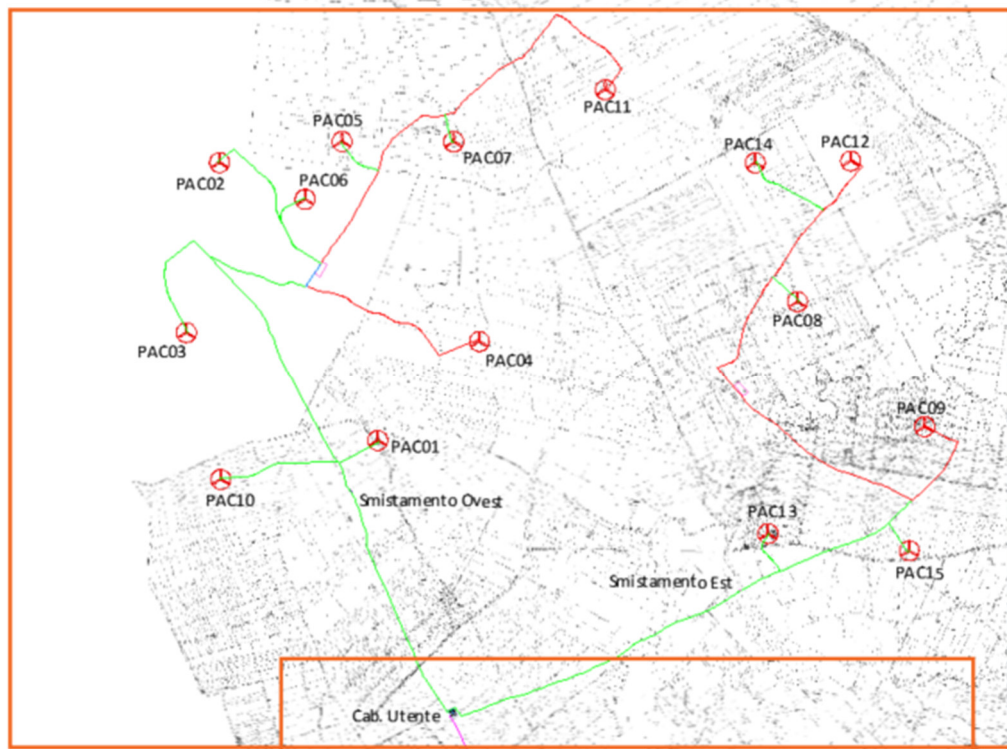 PAC11
PAC05
PAC07
PAC14
PAC12
PAC02
PAC06
PAC08
PAC03
PAC04
PAC09
PAC01
PAC10
Smistamento Ovest
PAC13
PAC15
Smistamento Est
Cab. Utente